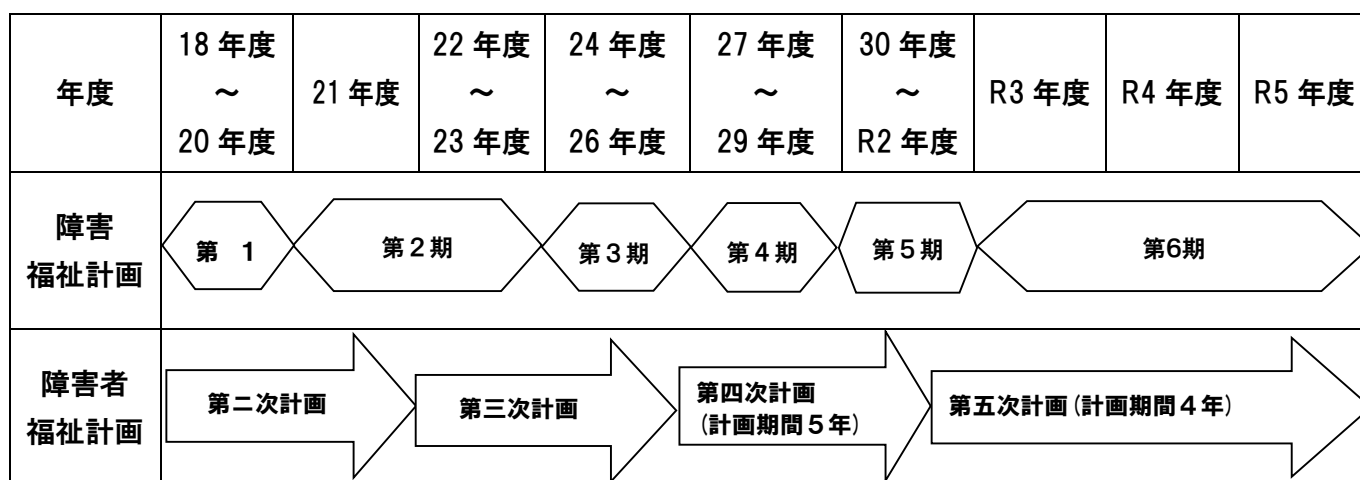 年度
18 年度
～
20 年度
21 年度
22 年度
～
23 年度
24 年度
～
26 年度
27 年度
～
29 年度
30 年度
～
R2 年度
R3 年度
R4 年度
R5 年度
障害
福祉計画
第　1
第２期
第３期
第４期
第５期
第6期
障害者
福祉計画
第二次計画
第三次計画
第四次計画
(計画期間５年)
第五次計画(計画期間４年)